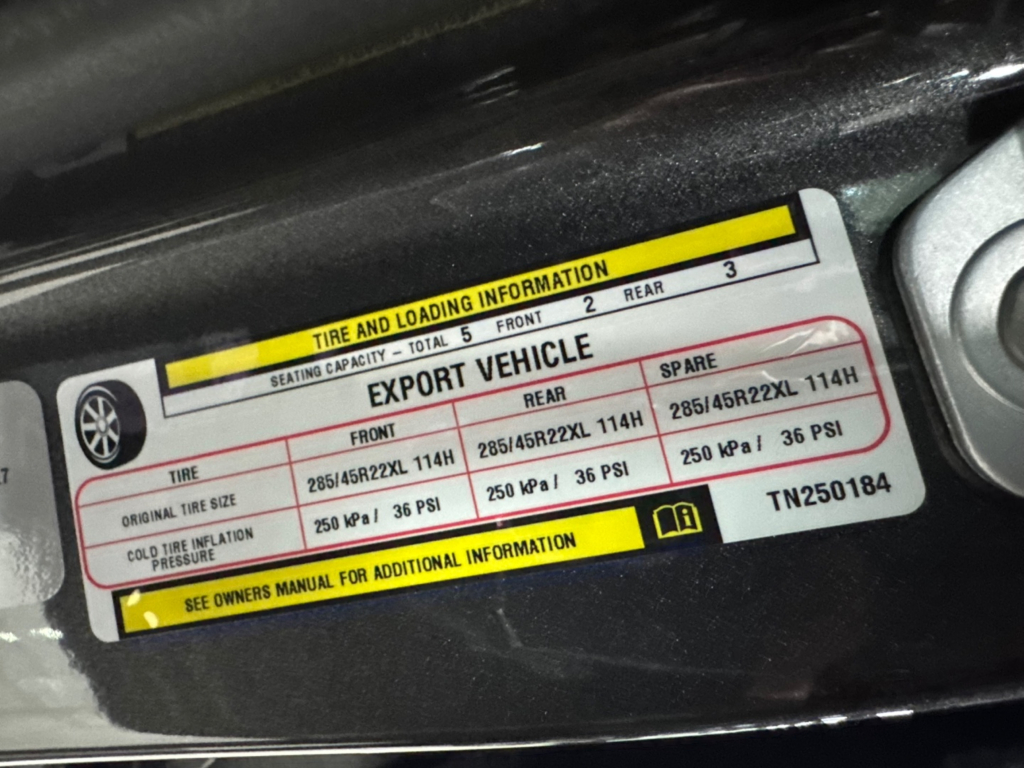 TIRE AND LOADING INFORMATION
SEATING CAPACITY – TOTAL 5 FRONT 2 REAR 3
EXPORT VEHICLE
TIRE FRONT REAR SPARE
ORIGINAL TIRE SIZE 285/45R22XL 114H 285/45R22XL 114H 285/45R22XL 114H
COLD TIRE INFLATION
PRESSURE 250 kPa / 36 PSI 250 kPa / 36 PSI 250 kPa / 36 PSI
SEE OWNERS MANUAL FOR ADDITIONAL INFORMATION
TN250184